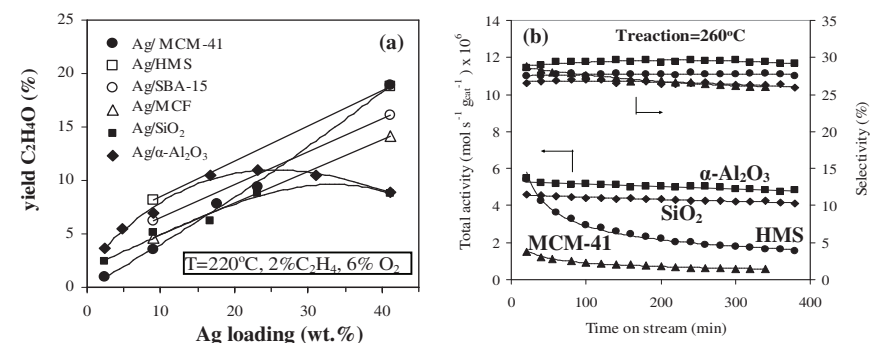 25
20
15
10
5
0
yield C2H4O (%)
(a)
Ag/ MCM-41
Ag/HMS
Ag/SBA-15
Ag/MCF
Ag/SiO₂
Ag/α-Al₂O₃
T=220°C, 2%C₂H₄, 6% O₂
0 10 20 30 40 50
Ag loading (wt.%)
14
12
10
8
6
4
2
0
Total activity (mol s⁻¹ gcat⁻¹) x 10⁶
(b)
Treaction=260°C
α-Al₂O₃
SiO₂
HMS
MCM-41
35
30
25
20
15
10
5
0
Selectivity (%)
0 100 200 300 400
Time on stream (min)